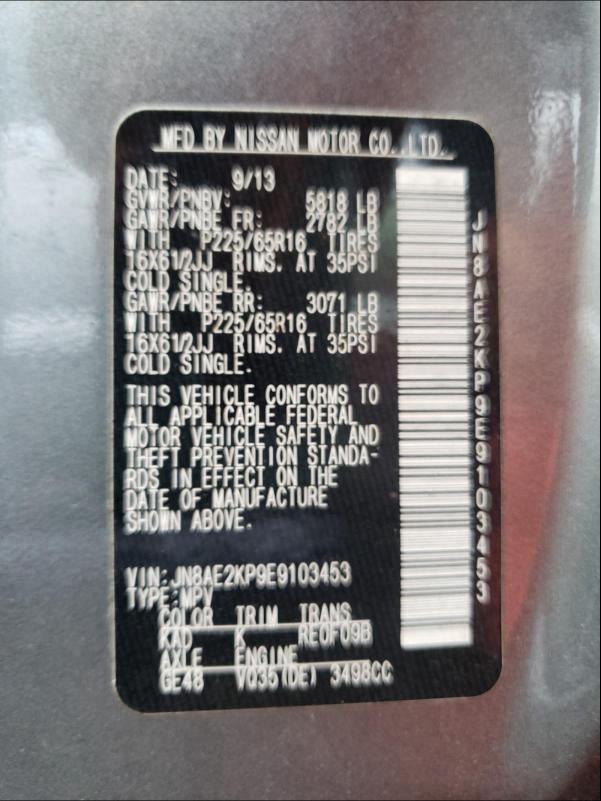 MFD BY NISSAN MOTOR CO.,LTD.
DATE: 9/13
GVWR/PNBV: 5818 LB
GAWR/PNBE FR: 2782 LB
WITH P225/65R16 TIRES
16X61/2JJ RIMS. AT 35PSI
COLD SINGLE.
GAWR/PNBE RR: 3071 LB
WITH P225/65R16 TIRES
16X61/2JJ RIMS. AT 35PSI
COLD SINGLE.
THIS VEHICLE CONFORMS TO
ALL APPLICABLE FEDERAL
MOTOR VEHICLE SAFETY AND
THEFT PREVENTION STANDA-
RDS IN EFFECT ON THE
DATE OF MANUFACTURE
SHOWN ABOVE.
VIN:JN8AE2KP9E9103453
TYPE:MPV
COLOR TRIM TRANS
KAD K RE0F09B
AXLE ENGINE
GE48 VQ35(DE) 3498CC
JN8AE2KP9E9103453